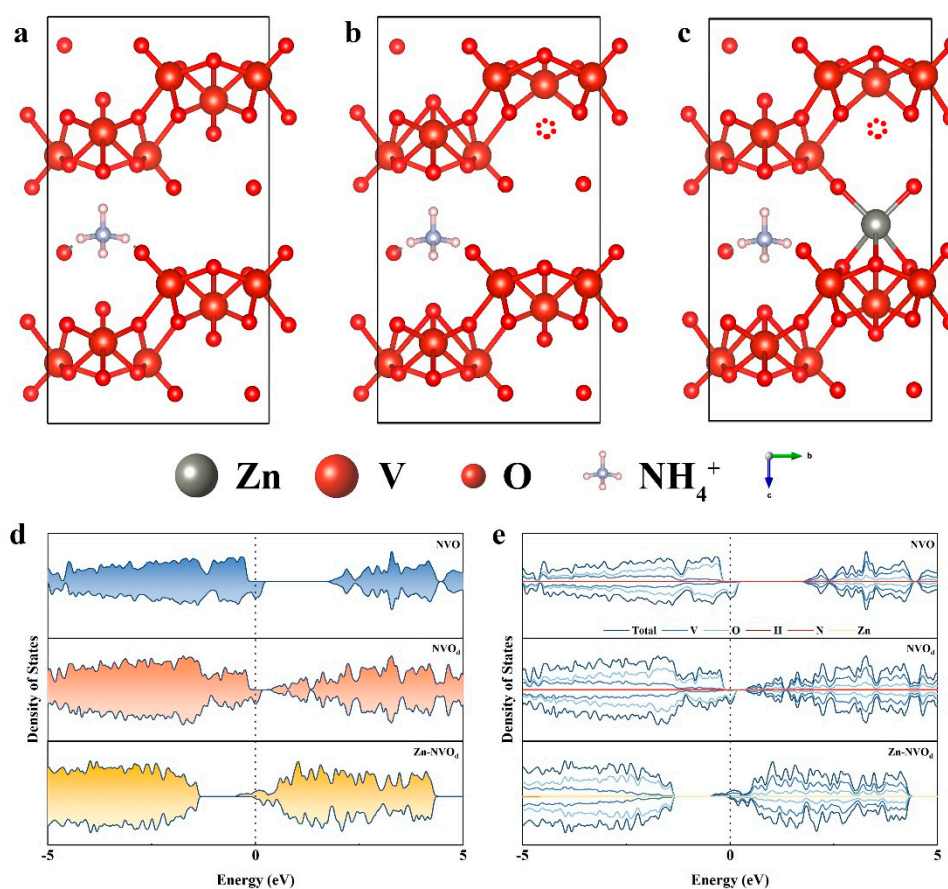 a b c
Zn V O NH₄⁺ b
c
d e
NVO NVO
Total V O H N Zn
NVOd NVOd
Zn-NVOd Zn-NVOd
Density of States Density of States
-5 0 5 -5 0 5
Energy (eV) Energy (eV)